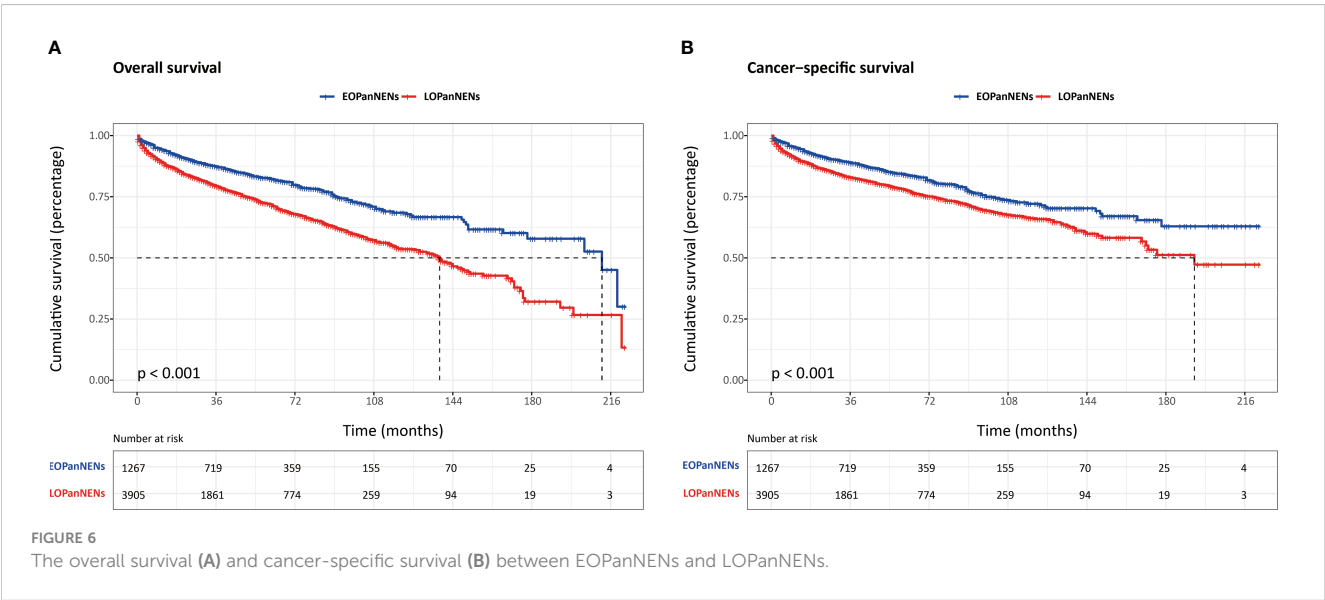 A
Overall survival
EOPanNENs LOPanNENs
Cumulative survival (percentage)
1.00
0.75
0.50
0.25
0.00
p < 0.001
0 36 72 108 144 180 216
Time (months)
Number at risk
EOPanNENs 1267 719 359 155 70 25 4
LOPanNENs 3905 1861 774 259 94 19 3
B
Cancer–specific survival
EOPanNENs LOPanNENs
Cumulative survival (percentage)
1.00
0.75
0.50
0.25
0.00
p < 0.001
0 36 72 108 144 180 216
Time (months)
Number at risk
EOPanNENs 1267 719 359 155 70 25 4
LOPanNENs 3905 1861 774 259 94 19 3
FIGURE 6
The overall survival (A) and cancer-specific survival (B) between EOPanNENs and LOPanNENs.